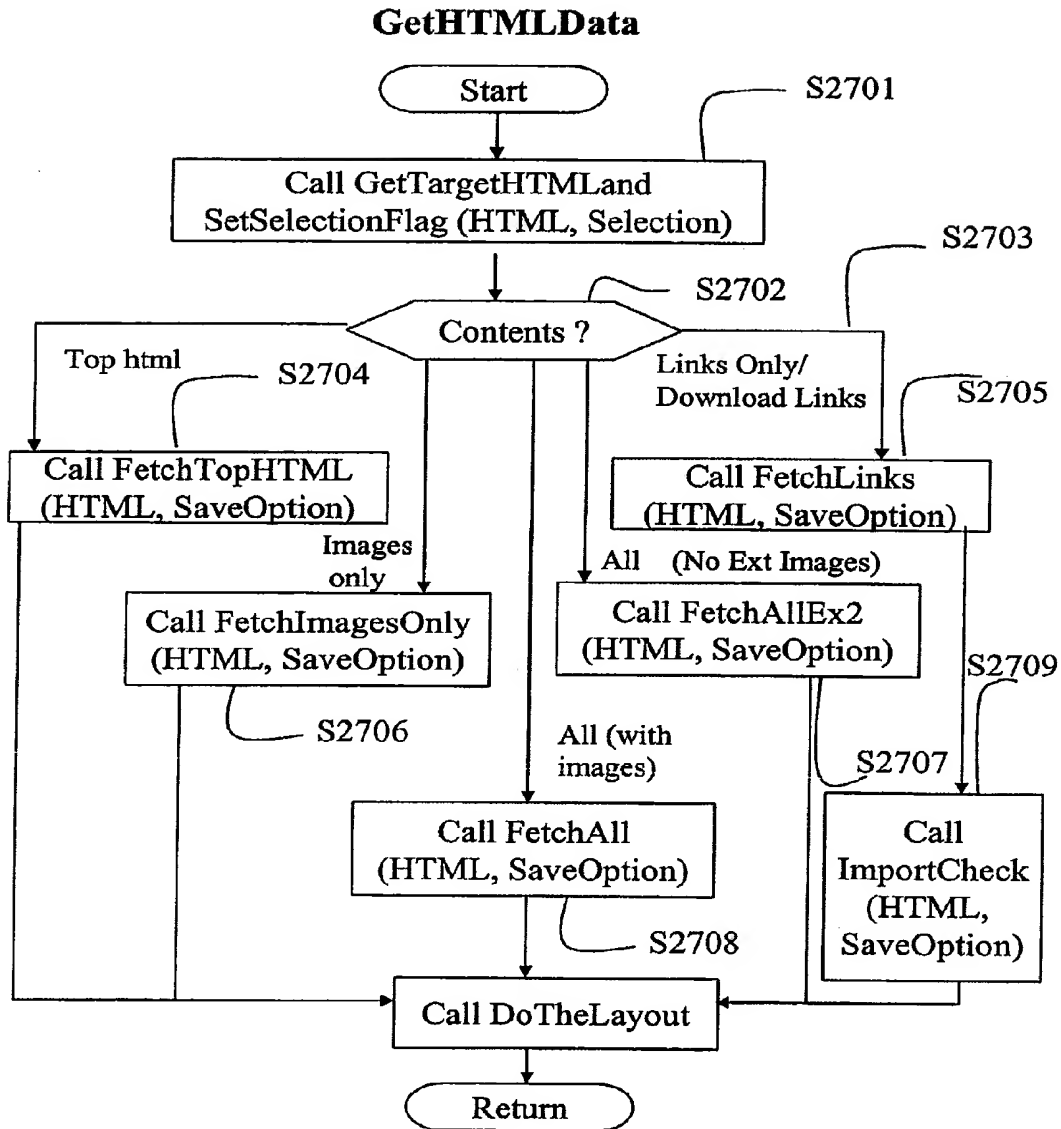 GetHTMLData
Start
S2701
Call GetTargetHTMLand
SetSelectionFlag (HTML, Selection)
S2703
S2702
Contents ?
Top html
S2704
Links Only/
Download Links
S2705
Call FetchTopHTML
(HTML, SaveOption)
Call FetchLinks
(HTML, SaveOption)
Images
only
All (No Ext Images)
Call FetchImagesOnly
(HTML, SaveOption)
Call FetchAllEx2
(HTML, SaveOption)
S2709
S2706
All (with
images)
S2707
Call FetchAll
(HTML, SaveOption)
Call
ImportCheck
(HTML,
SaveOption)
S2708
Call DoTheLayout
Return